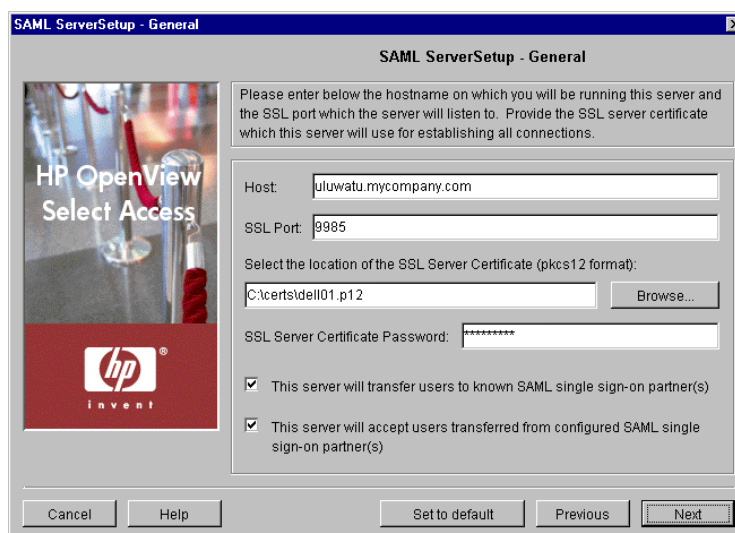 SAML ServerSetup - General
SAML ServerSetup - General
Please enter below the hostname on which you will be running this server and
the SSL port which the server will listen to. Provide the SSL server certificate
which this server will use for establishing all connections.
HP OpenView
Select Access
hp
®
invent
Host: uluwatu.mycompany.com
SSL Port: 9985
Select the location of the SSL Server Certificate (pkcs12 format):
C:\certs\dell01.p12 Browse...
SSL Server Certificate Password: *********
This server will transfer users to known SAML single sign-on partner(s)
This server will accept users transferred from configured SAML single
sign-on partner(s)
Cancel Help Set to default Previous Next